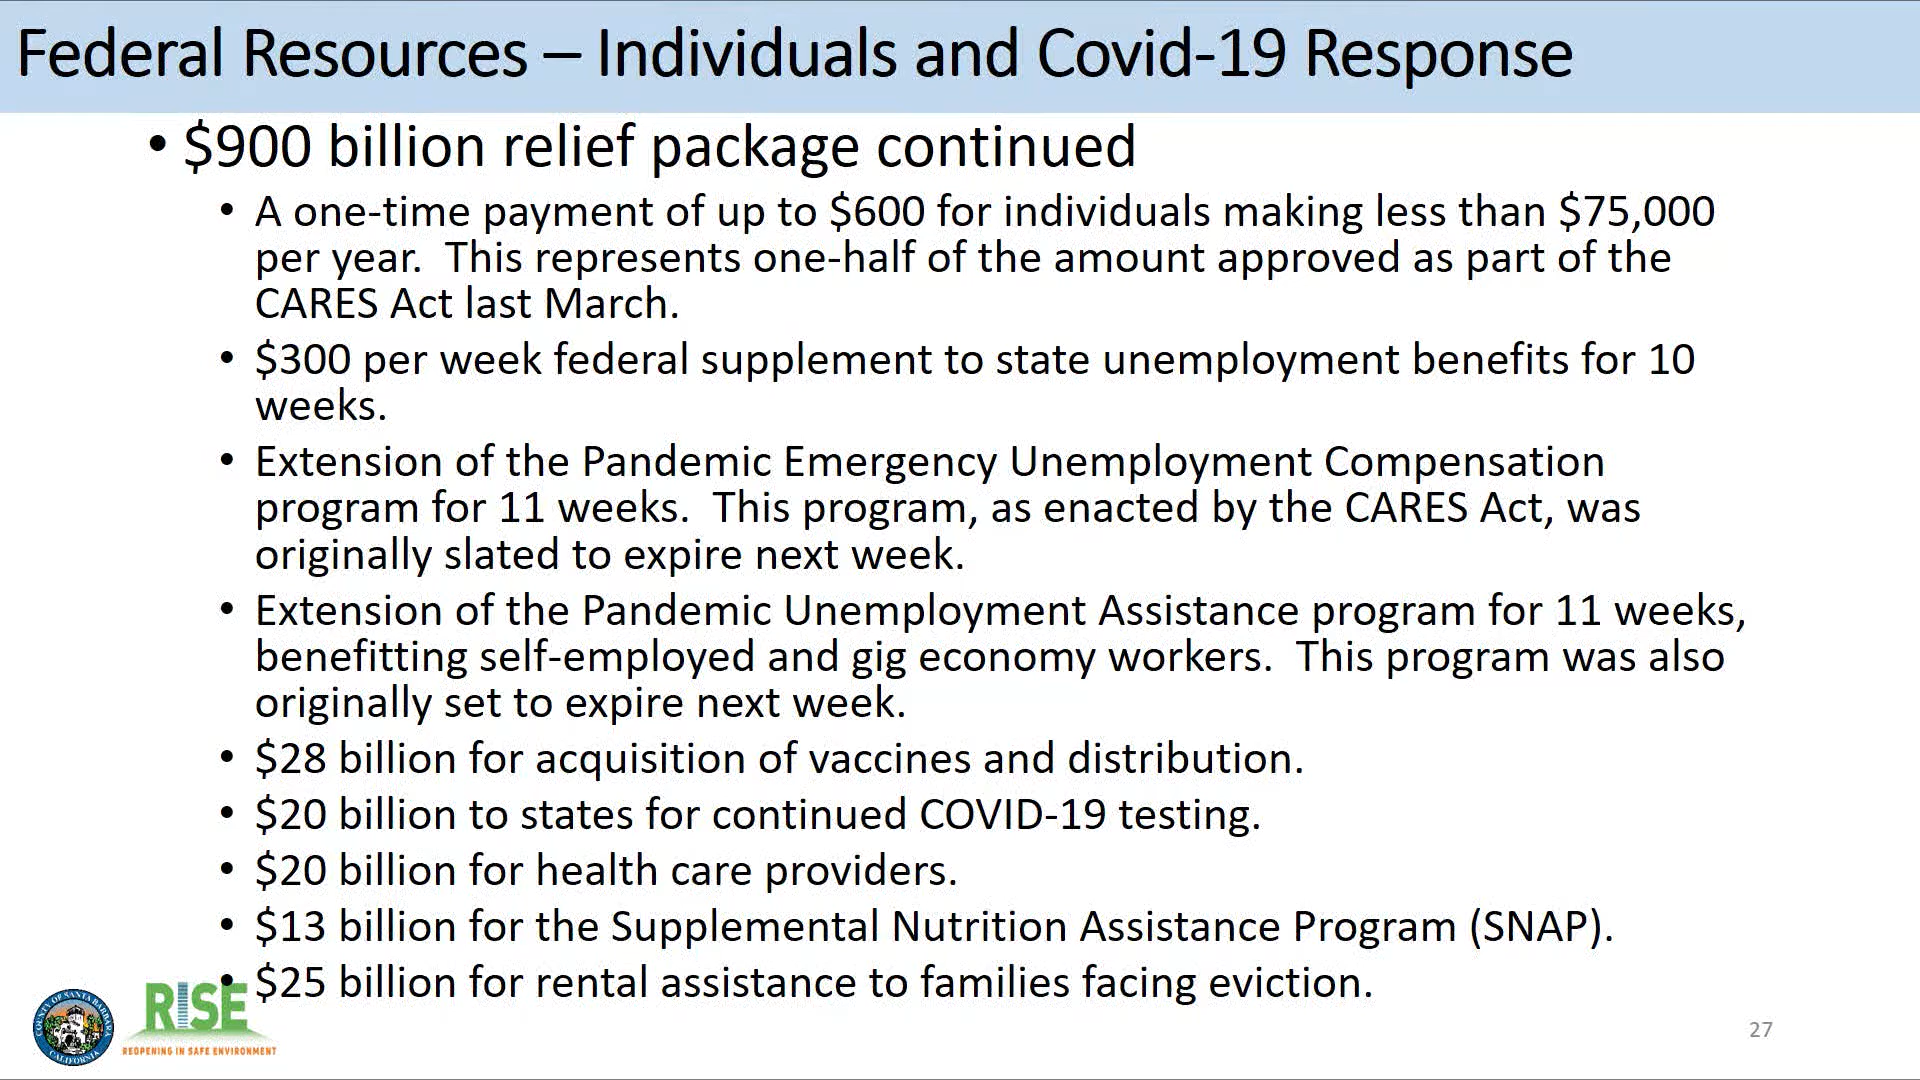 Federal Resources – Individuals and Covid-19 Response
• $900 billion relief package continued
• A one-time payment of up to $600 for individuals making less than $75,000
per year.  This represents one-half of the amount approved as part of the
CARES Act last March.
• $300 per week federal supplement to state unemployment benefits for 10
weeks.
• Extension of the Pandemic Emergency Unemployment Compensation
program for 11 weeks.  This program, as enacted by the CARES Act, was
originally slated to expire next week.
• Extension of the Pandemic Unemployment Assistance program for 11 weeks,
benefitting self-employed and gig economy workers.  This program was also
originally set to expire next week.
• $28 billion for acquisition of vaccines and distribution.
• $20 billion to states for continued COVID-19 testing.
• $20 billion for health care providers.
• $13 billion for the Supplemental Nutrition Assistance Program (SNAP).
• $25 billion for rental assistance to families facing eviction.
COUNTY OF SANTA BARBARA
CALIFORNIA
RISE
REOPENING IN SAFE ENVIRONMENT
27